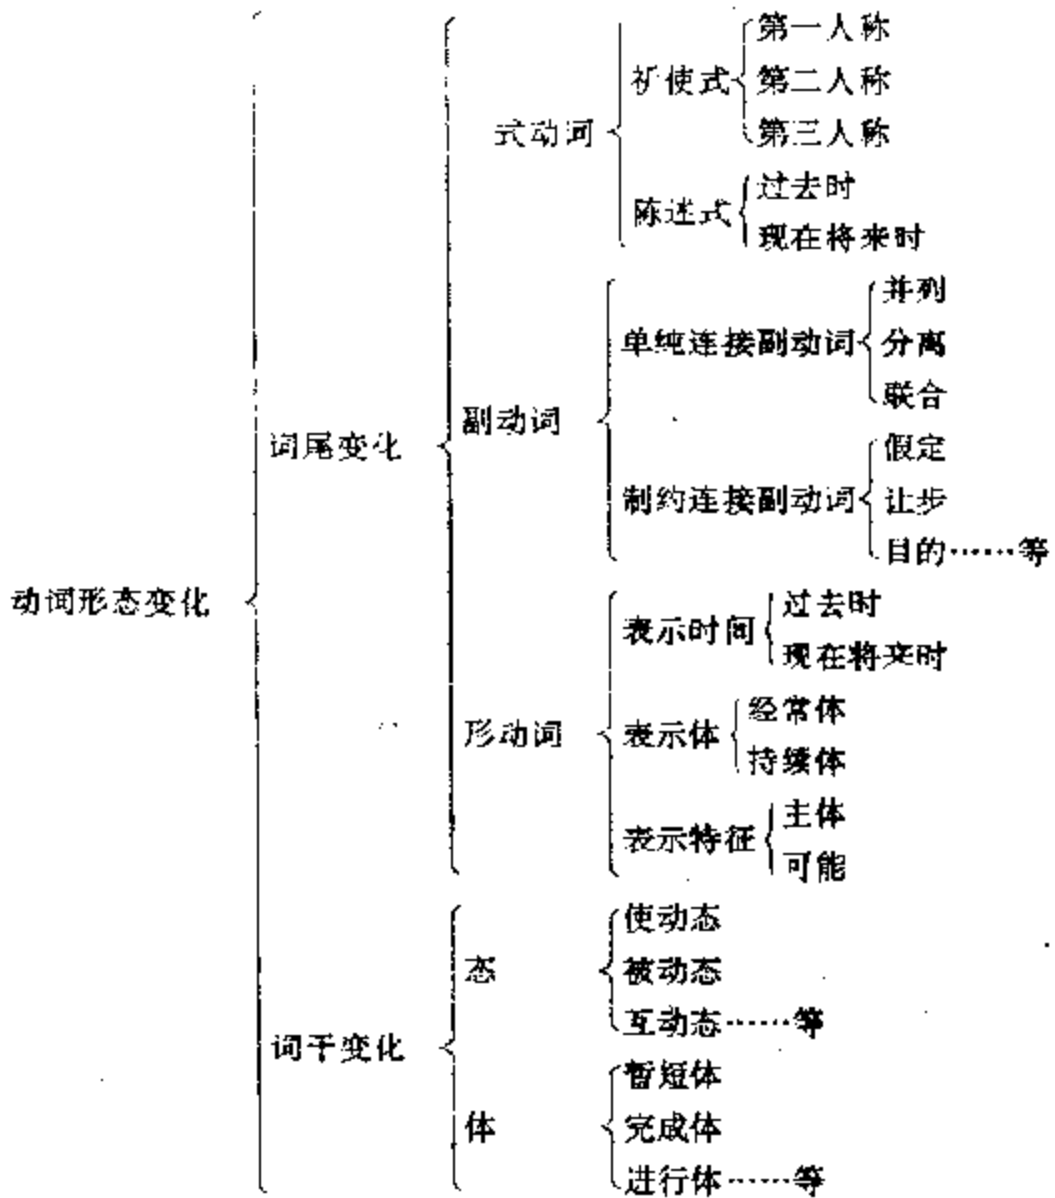 第一人称
祈使式
第二人称
式动词
第三人称
过去时
陈述式
现在将来时
并列
单纯连接副动词
分离
联合
副动词
词尾变化
假定
制约连接副动词
让步
目的……等
动词形态变化
过去时
表示时间
现在将来时
经常体
形动词
表示体
持续体
主体
表示特征
可能
使动态
态
被动态
互动态……等
词干变化
暂短体
体
完成体
进行体……等